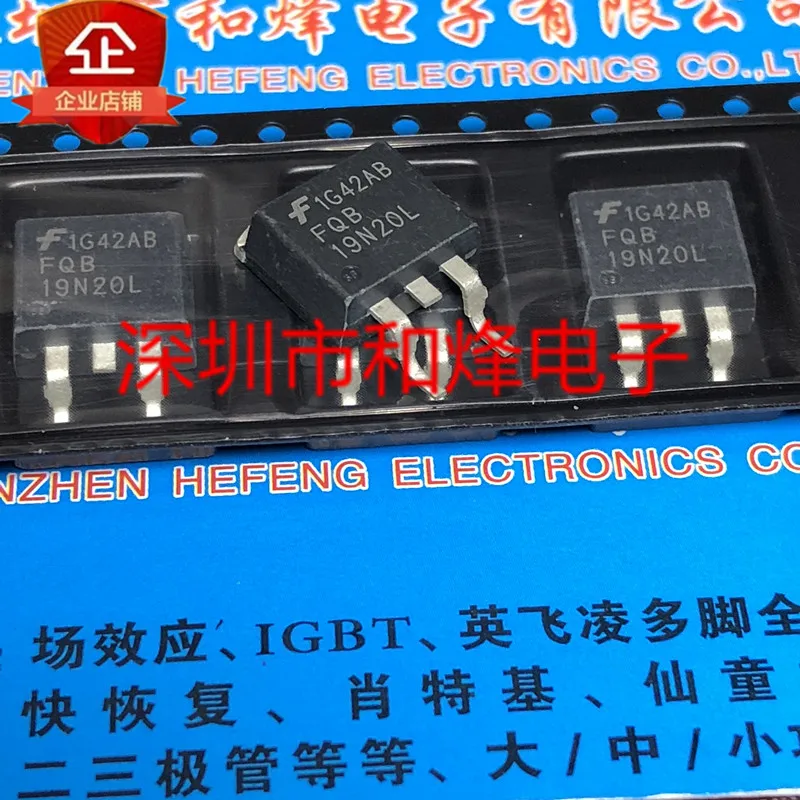 和烽电子有限公司
企
企业店铺
HEFENG ELECTRONICS CO.,LT
1G42AB
FQB
19N20L
1G42AB
FQB
19N20L
1G42AB
FQB
19N20L
深圳市和烽电子
NZHEN HEFENG ELECTRONICS CO
场效应、IGBT、英飞凌多脚全
快恢复、肖特基、仙童
二三极管等等、大/中/小